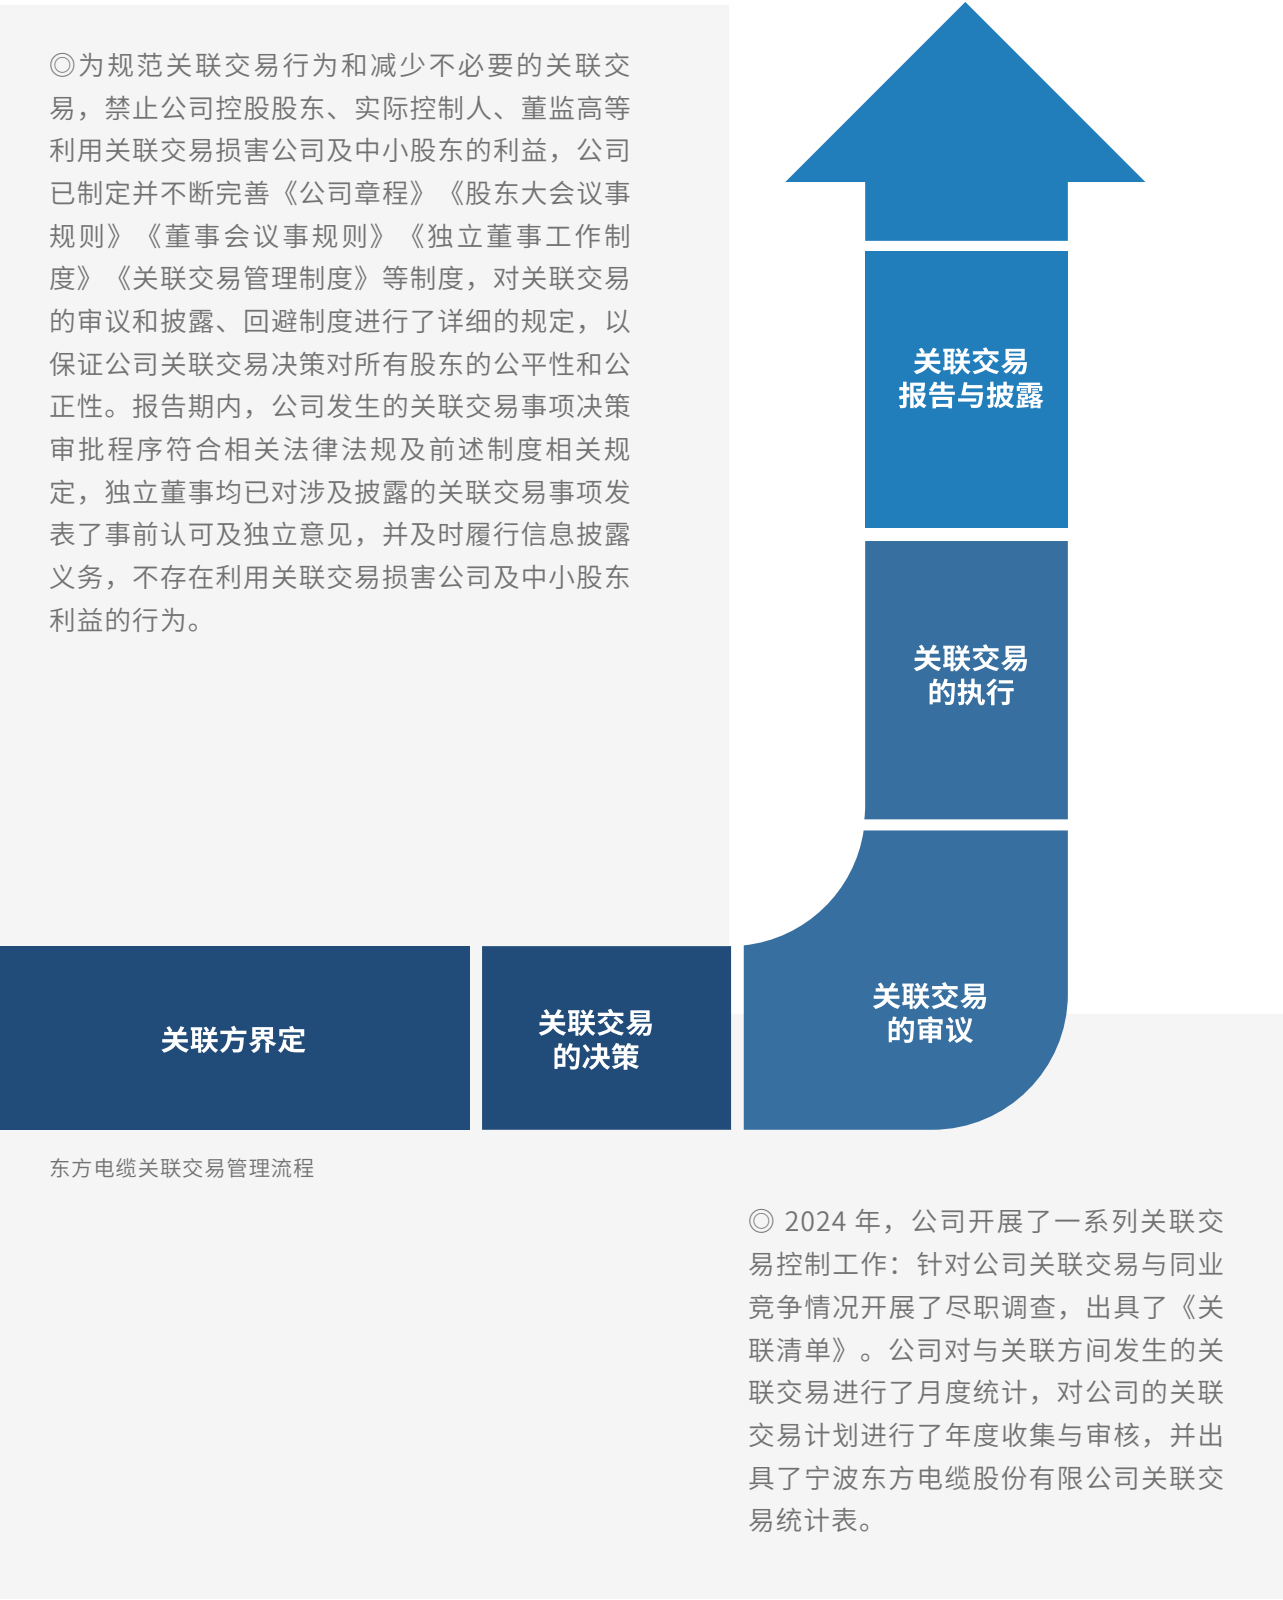 ◎为规范关联交易行为和减少不必要的关联交
易，禁止公司控股股东、实际控制人、董监高等
利用关联交易损害公司及中小股东的利益，公司
已制定并不断完善《公司章程》《股东大会议事
规则》《董事会议事规则》《独立董事工作制
度》《关联交易管理制度》等制度，对关联交易
的审议和披露、回避制度进行了详细的规定，以
保证公司关联交易决策对所有股东的公平性和公
正性。报告期内，公司发生的关联交易事项决策
审批程序符合相关法律法规及前述制度相关规
定，独立董事均已对涉及披露的关联交易事项发
表了事前认可及独立意见，并及时履行信息披露
义务，不存在利用关联交易损害公司及中小股东
利益的行为。
关联交易
报告与披露
关联交易
的执行
关联交易
的审议
关联交易
的决策
关联方界定
东方电缆关联交易管理流程
◎ 2024 年，公司开展了一系列关联交
易控制工作：针对公司关联交易与同业
竞争情况开展了尽职调查，出具了《关
联清单》。公司对与关联方间发生的关
联交易进行了月度统计，对公司的关联
交易计划进行了年度收集与审核，并出
具了宁波东方电缆股份有限公司关联交
易统计表。